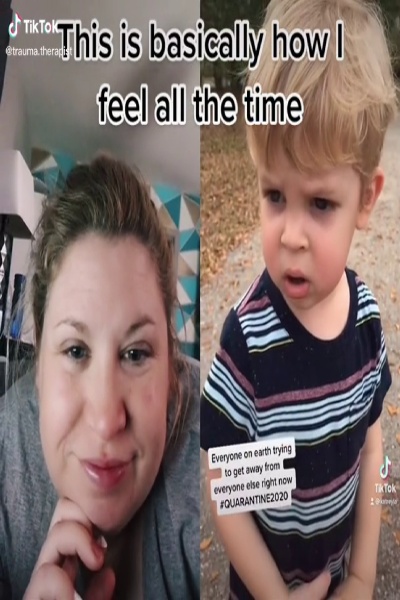 TikTok
@trauma.therapist
This is basically how I
feel all the time
Everyone on earth trying
to get away from
everyone else right now
#QUARANTINE2020
TikTok